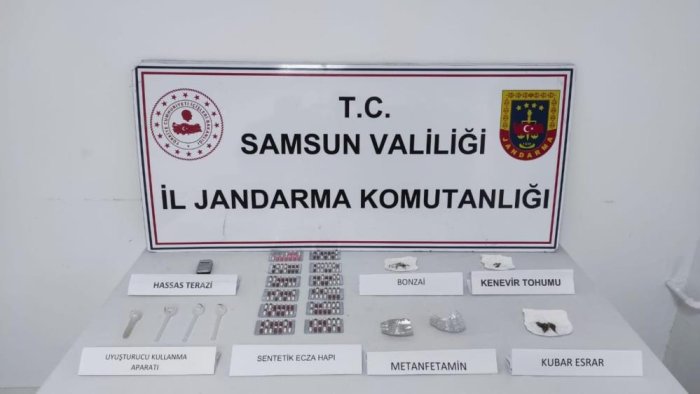 T.C.
SAMSUN VALİLİĞİ
İL JANDARMA KOMUTANLIĞI
JANDARMA
HASSAS TERAZİ
BONZAİ
KENEVİR TOHUMU
UYUŞTURUCU KULLANMA
APARATI
SENTETİK ECZA HAPI
METANFETAMİN
KUBAR ESRAR